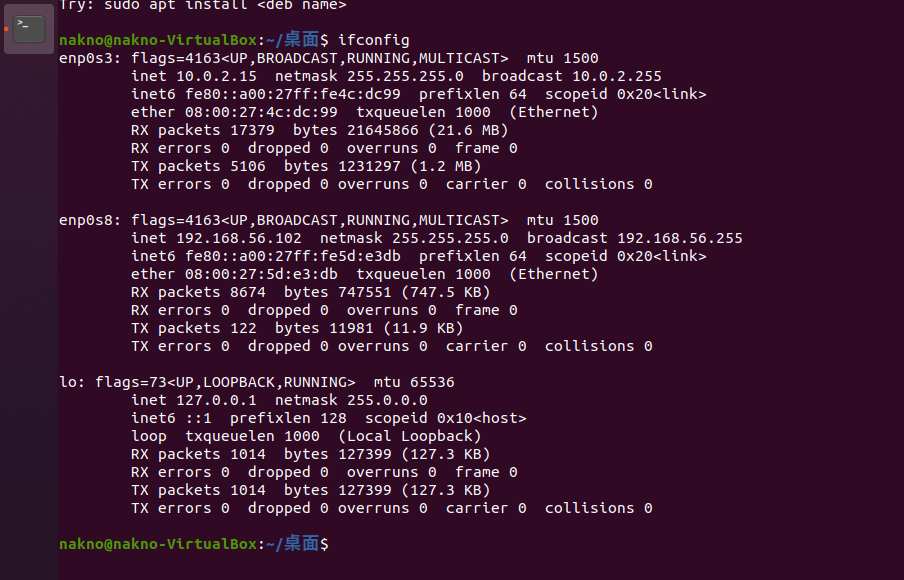 Try: sudo apt install <deb name>
nakno@nakno-VirtualBox:~/桌面$ ifconfig
enp0s3: flags=4163<UP,BROADCAST,RUNNING,MULTICAST>  mtu 1500
        inet 10.0.2.15  netmask 255.255.255.0  broadcast 10.0.2.255
        inet6 fe80::a00:27ff:fe4c:dc99  prefixlen 64  scopeid 0x20<link>
        ether 08:00:27:4c:dc:99  txqueuelen 1000  (Ethernet)
        RX packets 17379  bytes 21645866 (21.6 MB)
        RX errors 0  dropped 0  overruns 0  frame 0
        TX packets 5106  bytes 1231297 (1.2 MB)
        TX errors 0  dropped 0 overruns 0  carrier 0  collisions 0
enp0s8: flags=4163<UP,BROADCAST,RUNNING,MULTICAST>  mtu 1500
        inet 192.168.56.102  netmask 255.255.255.0  broadcast 192.168.56.255
        inet6 fe80::a00:27ff:fe5d:e3db  prefixlen 64  scopeid 0x20<link>
        ether 08:00:27:5d:e3:db  txqueuelen 1000  (Ethernet)
        RX packets 8674  bytes 747551 (747.5 KB)
        RX errors 0  dropped 0  overruns 0  frame 0
        TX packets 122  bytes 11981 (11.9 KB)
        TX errors 0  dropped 0 overruns 0  carrier 0  collisions 0
lo: flags=73<UP,LOOPBACK,RUNNING>  mtu 65536
        inet 127.0.0.1  netmask 255.0.0.0
        inet6 ::1  prefixlen 128  scopeid 0x10<host>
        loop  txqueuelen 1000  (Local Loopback)
        RX packets 1014  bytes 127399 (127.3 KB)
        RX errors 0  dropped 0  overruns 0  frame 0
        TX packets 1014  bytes 127399 (127.3 KB)
        TX errors 0  dropped 0 overruns 0  carrier 0  collisions 0
nakno@nakno-VirtualBox:~/桌面$